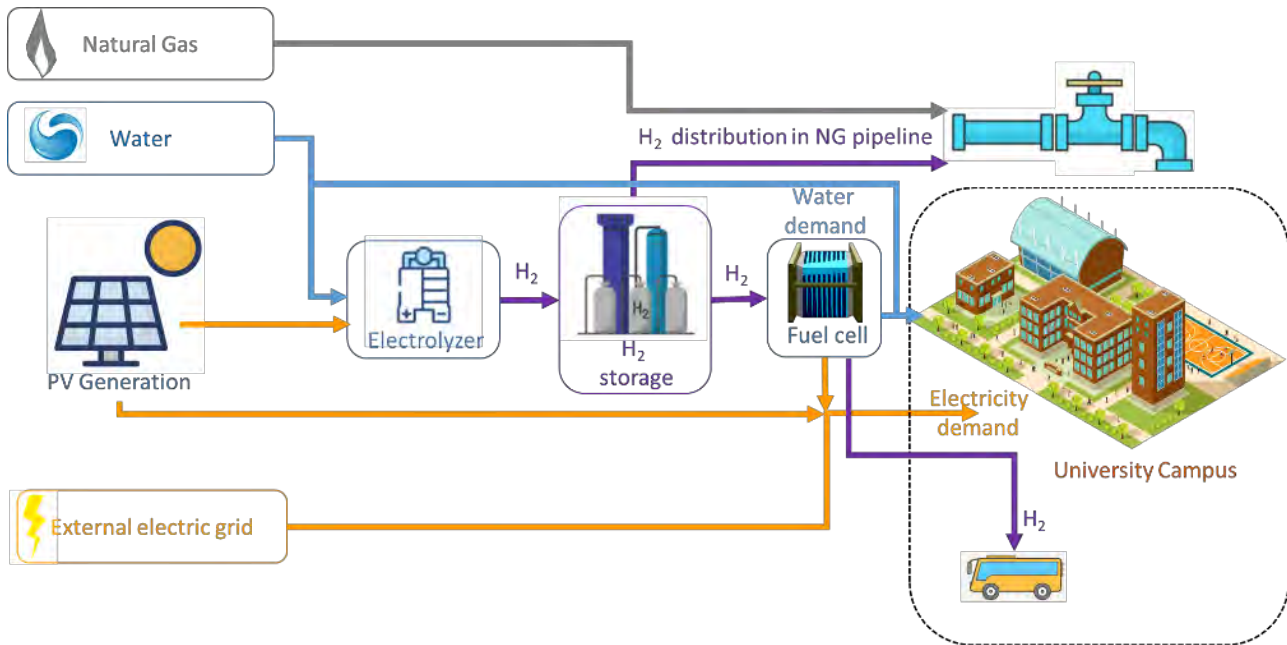 Natural Gas
Water
H₂ distribution in NG pipeline
Water
demand
H₂
H₂
H₂
Electrolyzer
Fuel cell
H₂
storage
PV Generation
Electricity
demand
University Campus
External electric grid
H₂